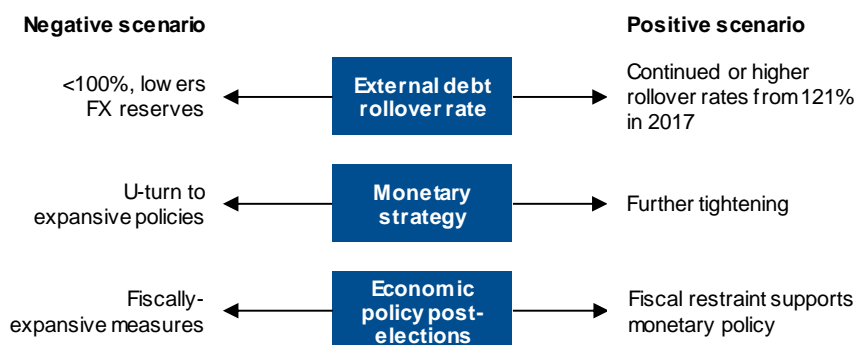 Negative scenario
Positive scenario
<100%, lowers
FX reserves
External debt
rollover rate
Continued or higher
rollover rates from 121%
in 2017
U-turn to
expansive policies
Monetary
strategy
Further tightening
Fiscally-
expansive measures
Economic
policy post-
elections
Fiscal restraint supports
monetary policy